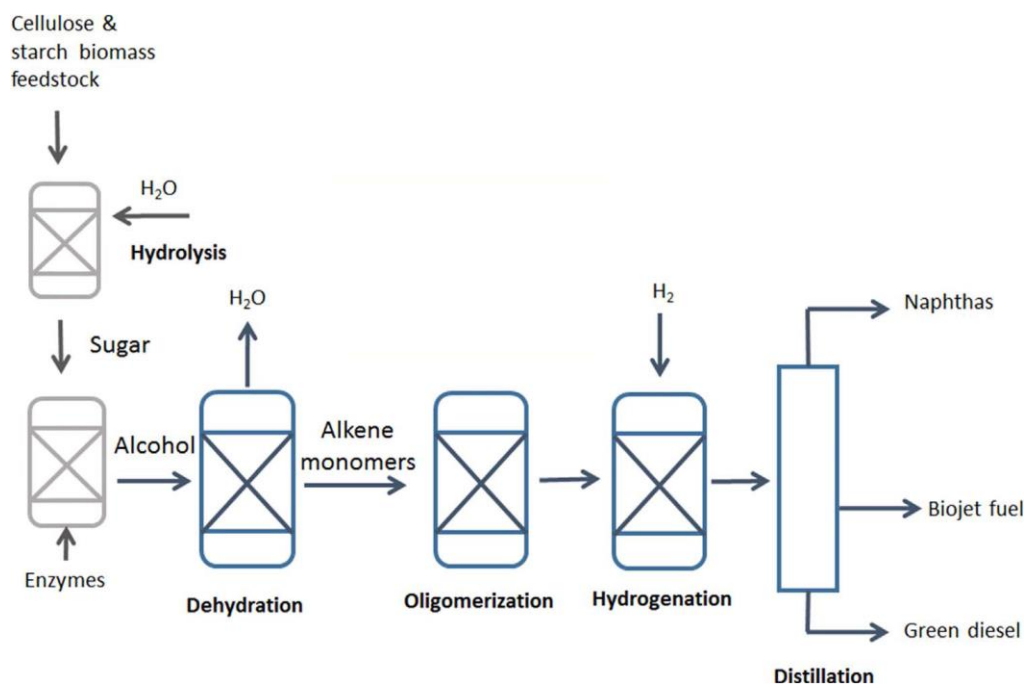 Cellulose &
starch biomass
feedstock
H₂O
Hydrolysis
H₂O
Sugar
H₂
Naphthas
Alcohol
Alkene
monomers
Biojet fuel
Enzymes
Dehydration
Oligomerization
Hydrogenation
Green diesel
Distillation